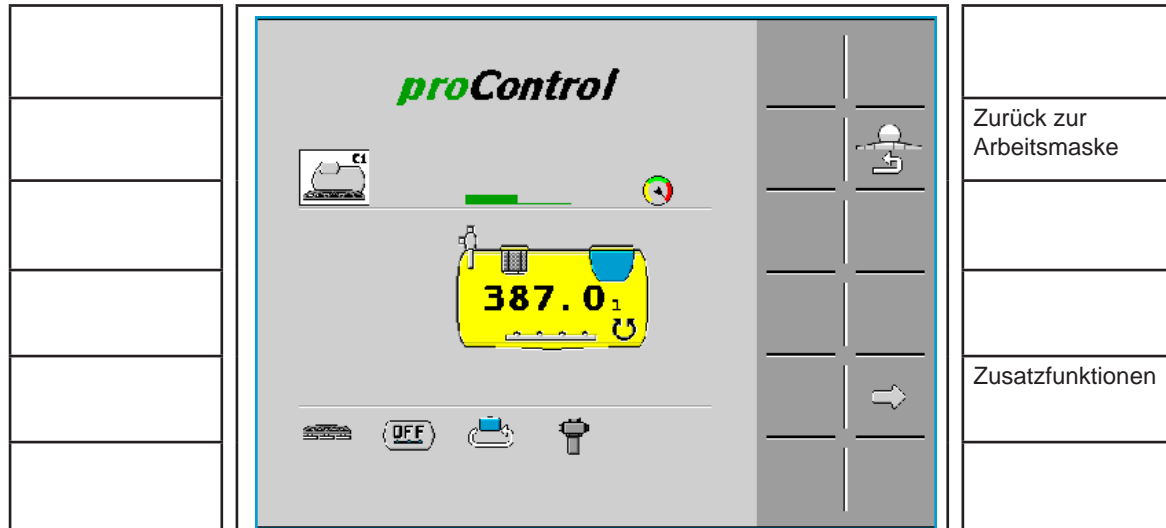 proControl
Zurück zur
Arbeitsmaske
C1
387.0 l
Zusatzfunktionen
OFF